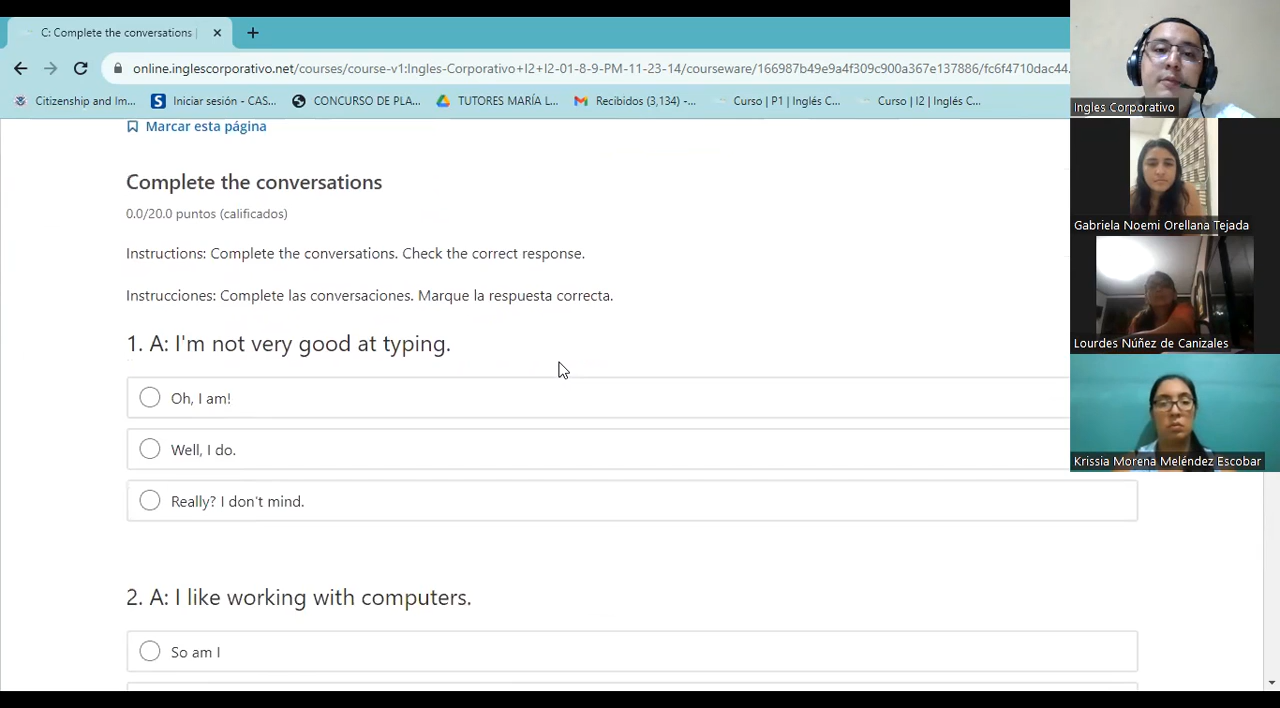 C: Complete the conversations |
online.inglescorporativo.net/courses/course-v1:Ingles-Corporativo+I2+I2-01-8-9-PM-11-23-14/courseware/166987b49e9a4f309c900a367e137886/fc6f4710dac44...
Citizenship and Im...
Iniciar sesión - CAS...
CONCURSO DE PLA...
TUTORES MARÍA L...
Recibidos (3,134) -...
Curso | P1 | Inglés C...
Curso | I2 | Inglés C...
Marcar esta página
Complete the conversations
0.0/20.0 puntos (calificados)
Instructions: Complete the conversations. Check the correct response.
Instrucciones: Complete las conversaciones. Marque la respuesta correcta.
1. A: I'm not very good at typing.
Oh, I am!
Well, I do.
Really? I don't mind.
2. A: I like working with computers.
So am I
Ingles Corporativo
Gabriela Noemi Orellana Tejada
Lourdes Núñez de Canizales
Krissia Morena Meléndez Escobar